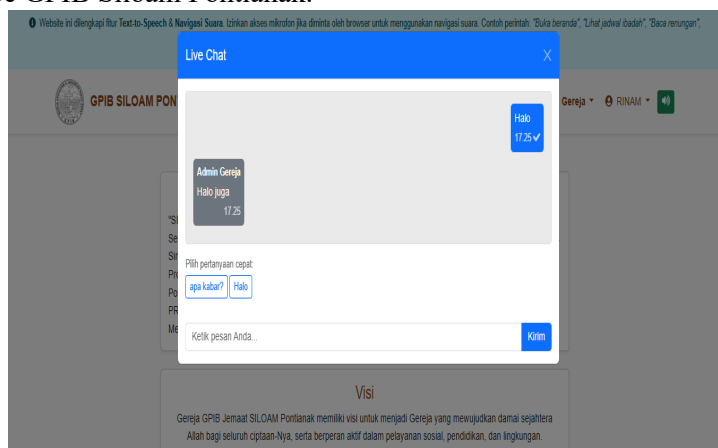 GPIB Siloam Pontianak.
Website ini dilengkapi fitur Text-to-Speech & Navigasi Suara. Izinkan akses mikrofon jika diminta oleh browser untuk menggunakan navigasi suara. Contoh perintah: "Buka beranda", "Lihat jadwal ibadah", "Baca renungan",
Live Chat X
GPIB SILOAM PON
Gereja RINAM
Halo
17.25
Admin Gereja
Halo juga
17.25
Pilih pertanyaan cepat:
apa kabar? Halo
Ketik pesan Anda... Kirim
Visi
Gereja GPIB Jemaat SILOAM Pontianak memiliki visi untuk menjadi Gereja yang mewujudkan damai sejahtera
Allah bagi seluruh ciptaan-Nya, serta berperan aktif dalam pelayanan sosial, pendidikan, dan lingkungan.